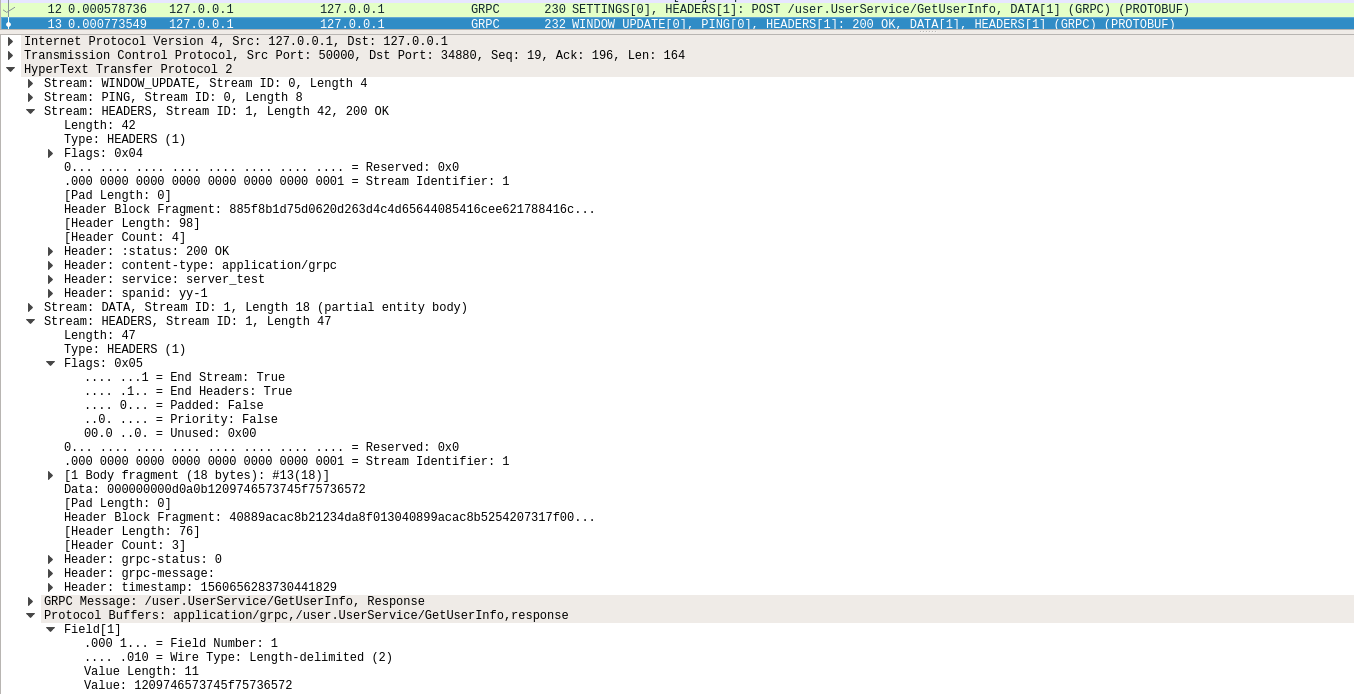 12 0.000578736 127.0.0.1 127.0.0.1 GRPC 230 SETTINGS[0], HEADERS[1]: POST /user.UserService/GetUserInfo, DATA[1] (GRPC) (PROTOBUF)
13 0.000773549 127.0.0.1 127.0.0.1 GRPC 232 WINDOW_UPDATE[0], PING[0], HEADERS[1]: 200 OK, DATA[1], HEADERS[1] (GRPC) (PROTOBUF)
Internet Protocol Version 4, Src: 127.0.0.1, Dst: 127.0.0.1
Transmission Control Protocol, Src Port: 50000, Dst Port: 34880, Seq: 19, Ack: 196, Len: 164
HyperText Transfer Protocol 2
Stream: WINDOW_UPDATE, Stream ID: 0, Length 4
Stream: PING, Stream ID: 0, Length 8
Stream: HEADERS, Stream ID: 1, Length 42, 200 OK
Length: 42
Type: HEADERS (1)
Flags: 0x04
0... .... .... .... .... .... .... .... = Reserved: 0x0
.000 0000 0000 0000 0000 0000 0000 0001 = Stream Identifier: 1
[Pad Length: 0]
Header Block Fragment: 885f8b1d75d0620d263d4c4d65644085416cee621788416c...
[Header Length: 98]
[Header Count: 4]
Header: :status: 200 OK
Header: content-type: application/grpc
Header: service: server_test
Header: spanid: yy-1
Stream: DATA, Stream ID: 1, Length 18 (partial entity body)
Stream: HEADERS, Stream ID: 1, Length 47
Length: 47
Type: HEADERS (1)
Flags: 0x05
.... ...1 = End Stream: True
.... .1.. = End Headers: True
.... 0... = Padded: False
..0. .... = Priority: False
00.0 ..0. = Unused: 0x00
0... .... .... .... .... .... .... .... = Reserved: 0x0
.000 0000 0000 0000 0000 0000 0000 0001 = Stream Identifier: 1
[1 Body fragment (18 bytes): #13(18)]
Data: 000000000d0a0b1209746573745f75736572
[Pad Length: 0]
Header Block Fragment: 40889acac8b21234da8f013040899acac8b5254207317f00...
[Header Length: 76]
[Header Count: 3]
Header: grpc-status: 0
Header: grpc-message:
Header: timestamp: 1560656283730441829
GRPC Message: /user.UserService/GetUserInfo, Response
Protocol Buffers: application/grpc,/user.UserService/GetUserInfo,response
Field[1]
.000 1... = Field Number: 1
.... .010 = Wire Type: Length-delimited (2)
Value Length: 11
Value: 1209746573745f75736572